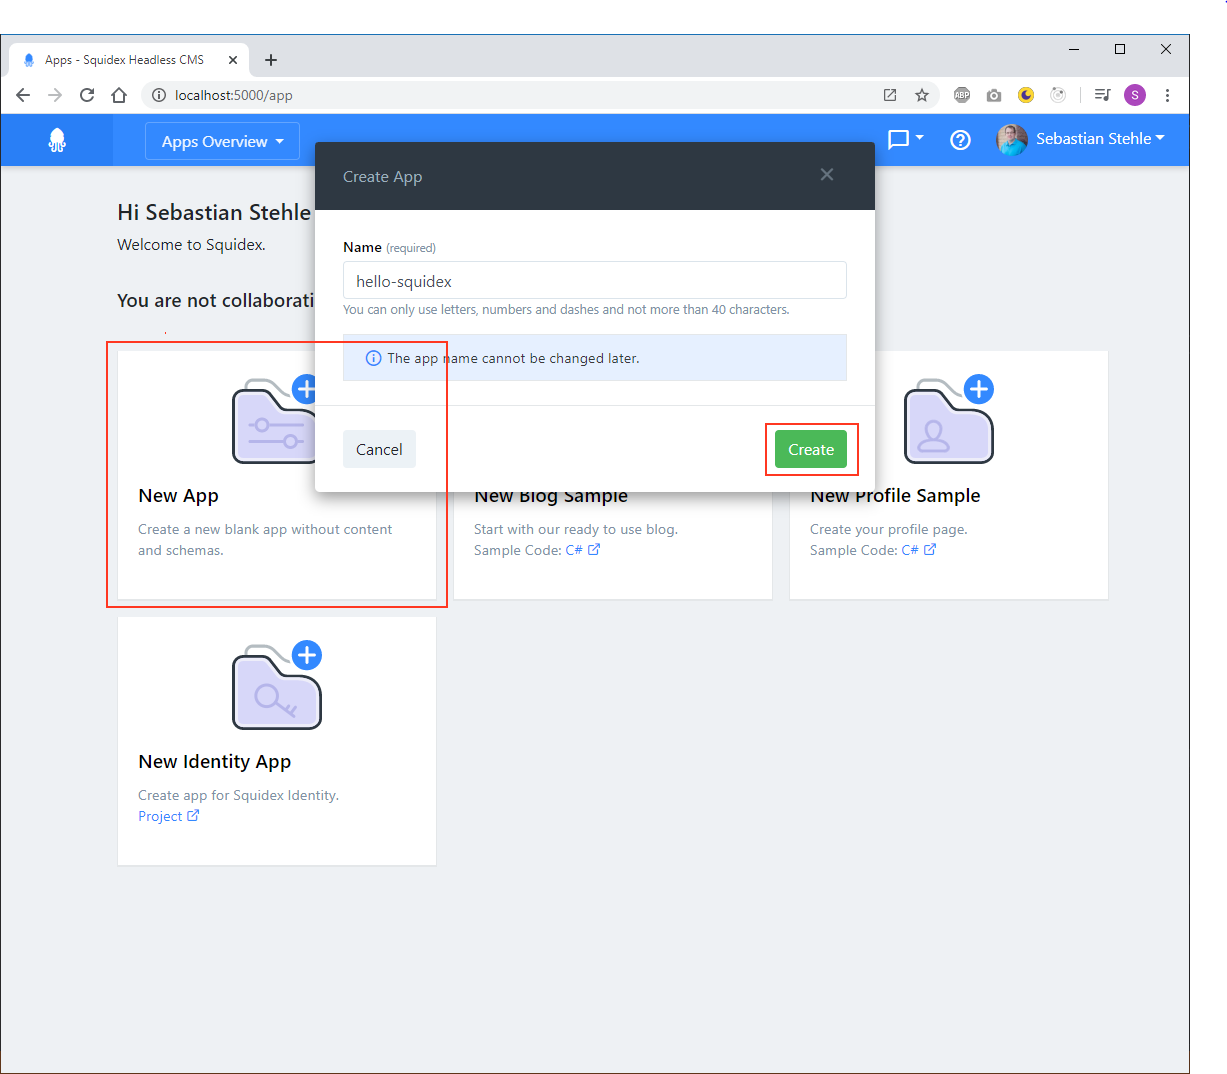 Apps - Squidex Headless CMS
localhost:5000/app
ABP
S
Apps Overview
Sebastian Stehle
Create App
Hi Sebastian Stehle
Welcome to Squidex.
Name (required)
hello-squidex
You are not collaborati
You can only use letters, numbers and dashes and not more than 40 characters.
The app name cannot be changed later.
Cancel
Create
New App
Create a new blank app without content
and schemas.
New Blog Sample
Start with our ready to use blog.
Sample Code: C#
New Profile Sample
Create your profile page.
Sample Code: C#
New Identity App
Create app for Squidex Identity.
Project